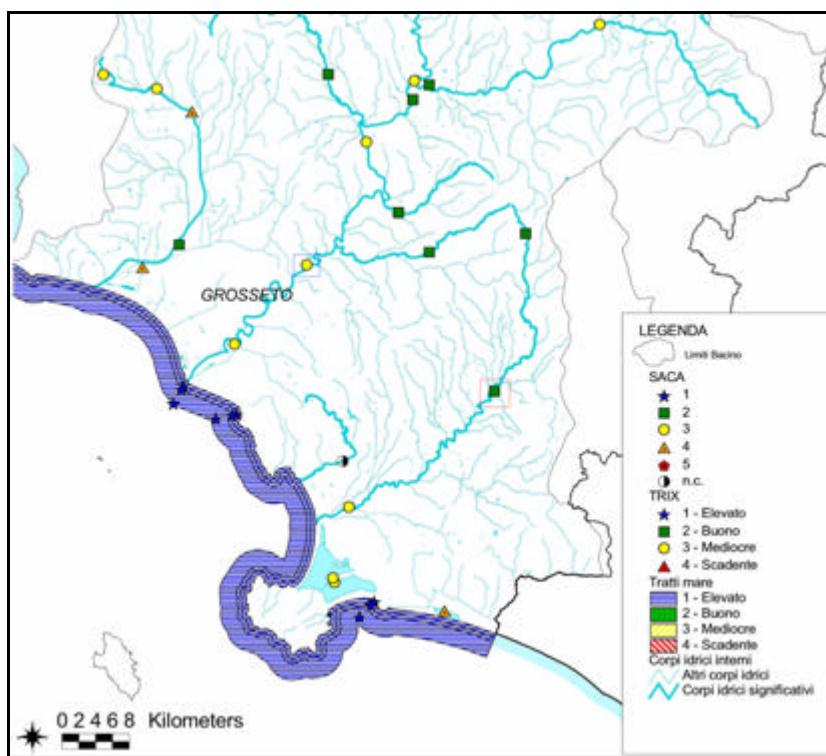 GROSSETO
LEGENDA
Limiti Bacino
SACA
1
2
3
4
5
n.c.
TRIX
1 - Elevato
2 - Buono
3 - Mediocre
4 - Scadente
Tratti mare
1 - Elevato
2 - Buono
3 - Mediocre
4 - Scadente
Corpi idrici interni
Altri corpi idrici
Corpi idrici significativi
0 2 4 6 8 Kilometers